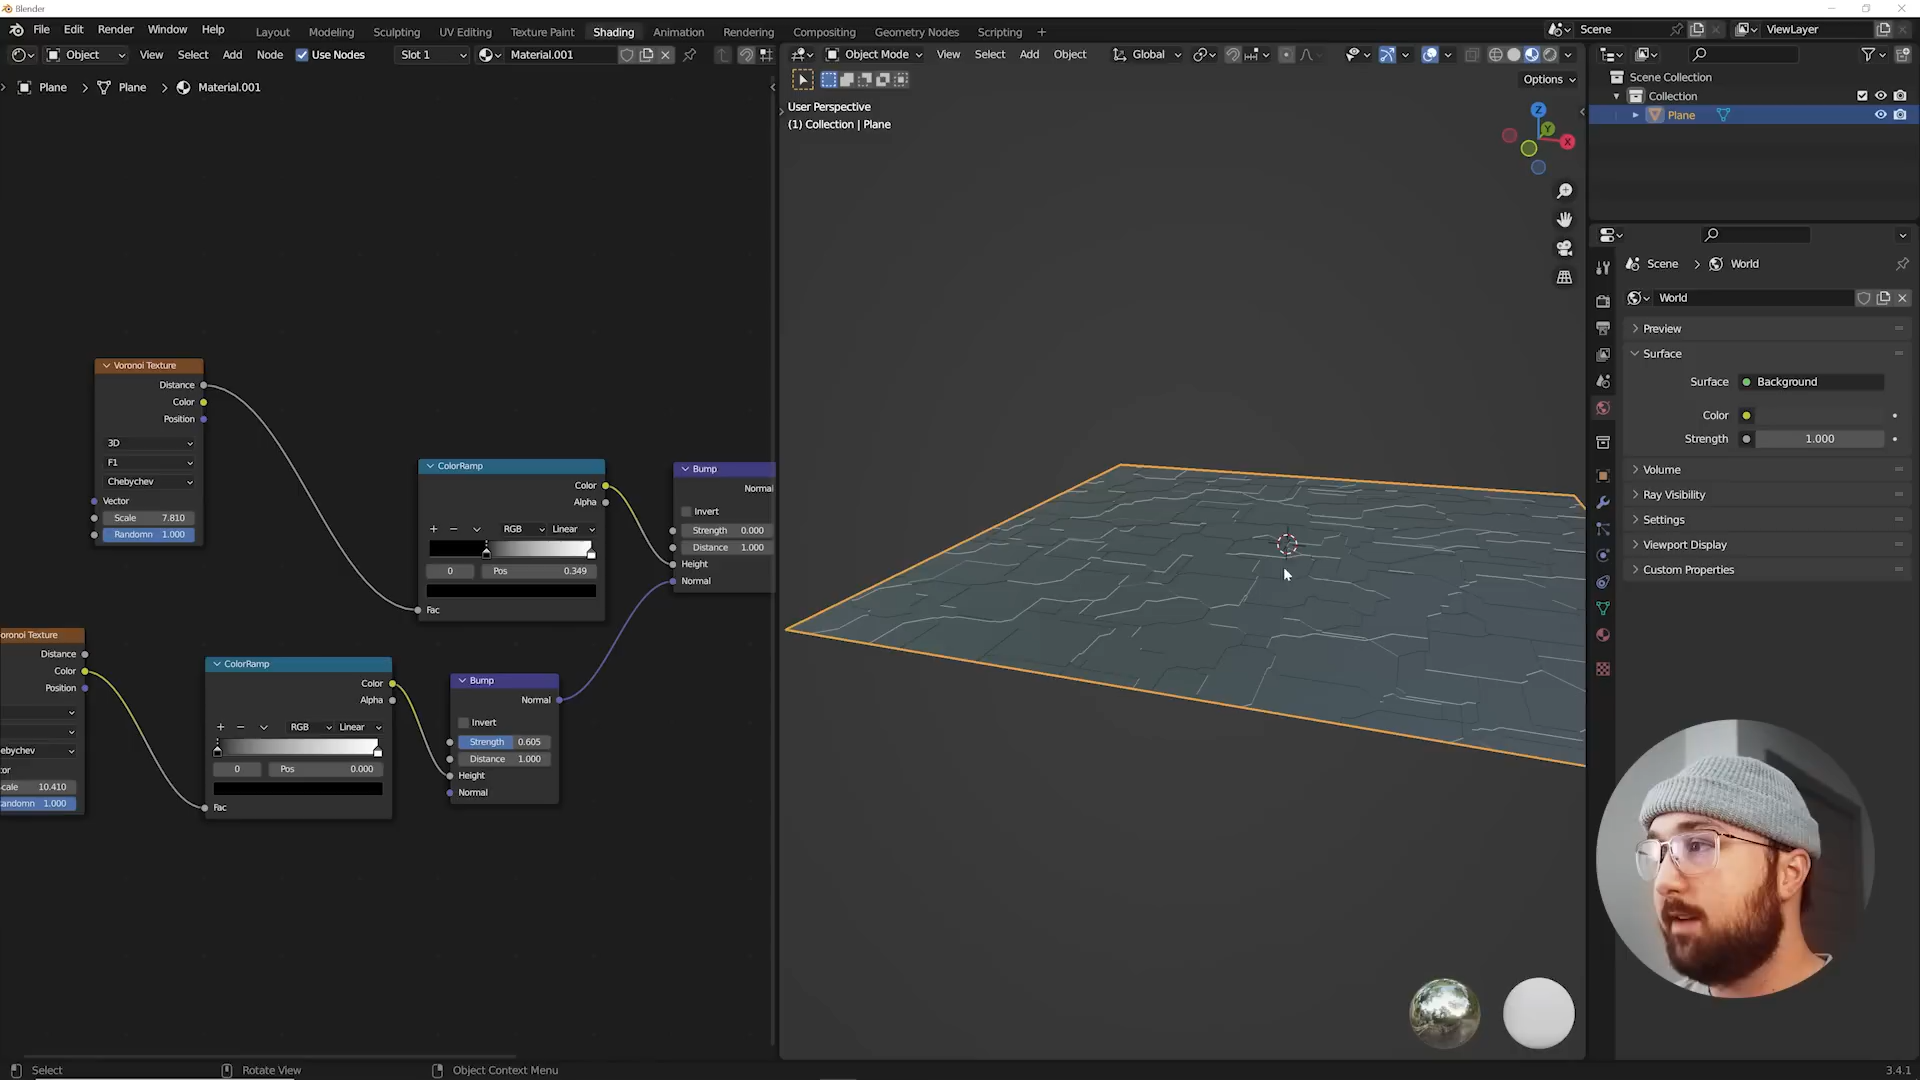 Blender
File Edit Render Window Help
Layout Modeling Sculpting UV Editing Texture Paint Shading Animation Rendering Compositing Geometry Nodes Scripting +
Scene
ViewLayer
Object View Select Add Node Use Nodes Slot 1 Material.001
Object Mode View Select Add Object Global
Options
Plane > Plane > Material.001
User Perspective
(1) Collection | Plane
Z
Y
X
Scene Collection
Collection
Plane
Scene > World
World
Preview
Surface
Surface Background
Color
Strength 1.000
Volume
Ray Visibility
Settings
Viewport Display
Custom Properties
Voronoi Texture
Distance
Color
Position
3D
F1
Chebychev
Vector
Scale 7.810
Randomn 1.000
ColorRamp
Color
Alpha
RGB Linear
0 Pos 0.349
Fac
Bump
Normal
Invert
Strength 0.000
Distance 1.000
Height
Normal
oronoi Texture
Distance
Color
Position
ebychev
tor
cale 10.410
andomn 1.000
ColorRamp
Color
Alpha
RGB Linear
0 Pos 0.000
Fac
Bump
Normal
Invert
Strength 0.605
Distance 1.000
Height
Normal
Select
Rotate View
Object Context Menu
3.4.1